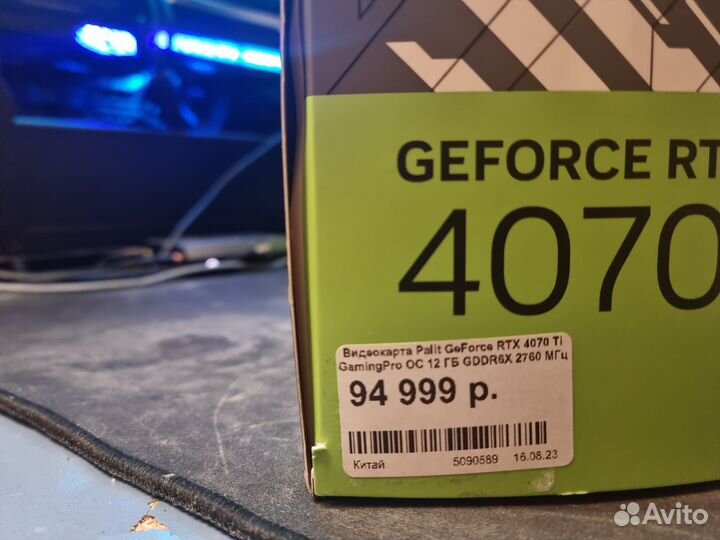 GEFORCE RT
4070
Видеокарта Palit GeForce RTX 4070 Ti
GamingPro OC 12 ГБ GDDR6X 2760 МГц
94 999 р.
Китай 5090589 16.08.23
Avito